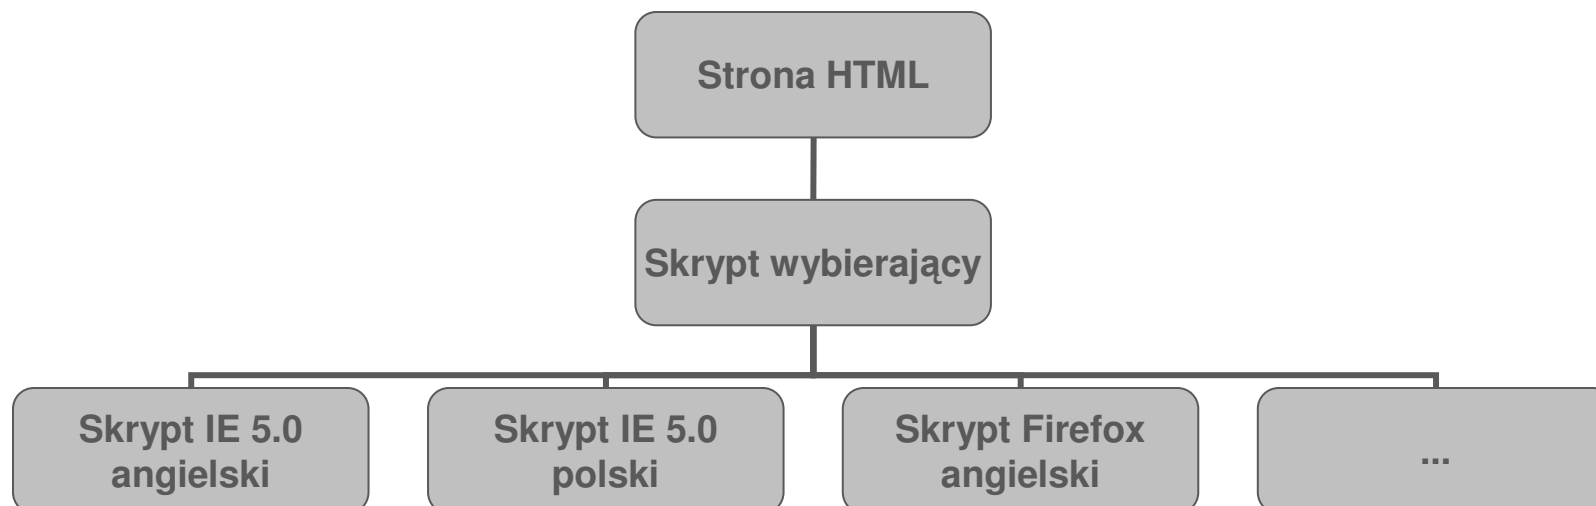 Strona HTML
Skrypt wybierający
Skrypt IE 5.0
angielski
Skrypt IE 5.0
polski
Skrypt Firefox
angielski
...